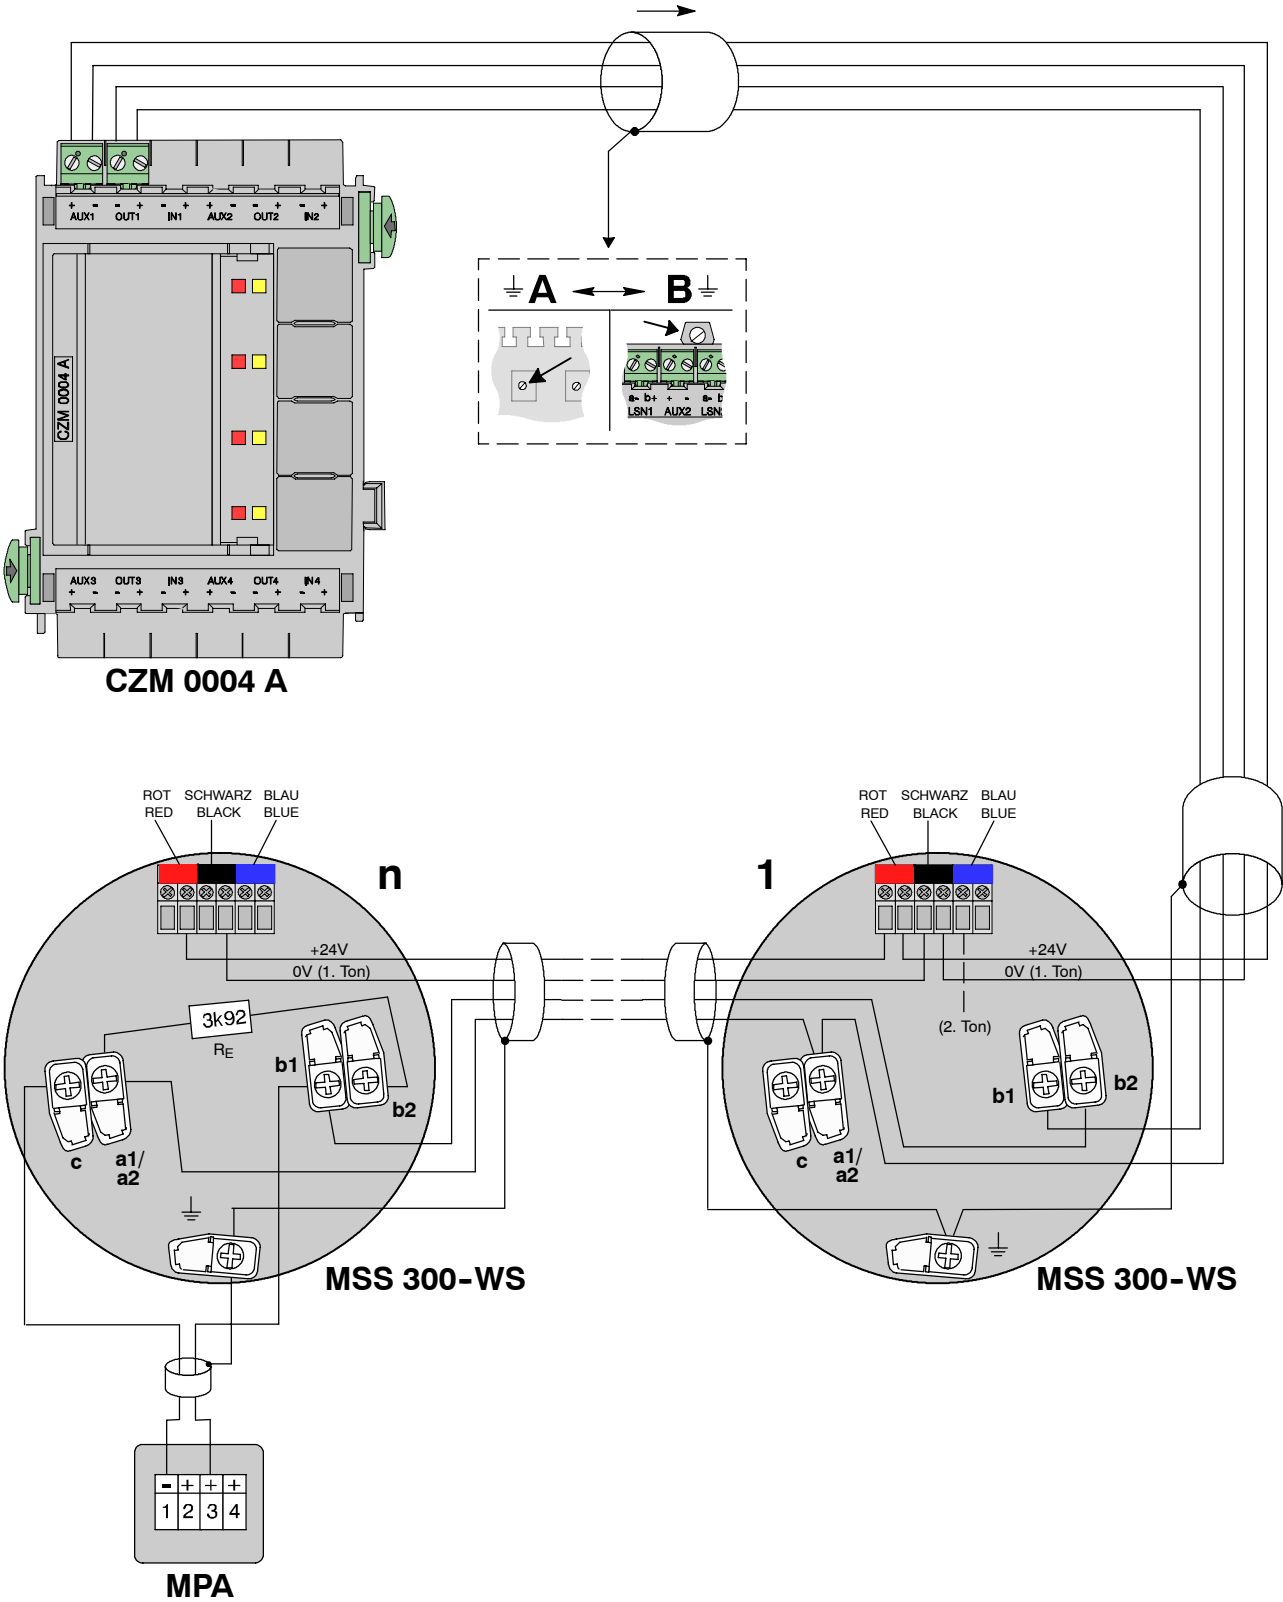 + - - + - + + - - + - +
AUX1 OUT1 IN1 AUX2 OUT2 IN2
A B
a- b+ + - a- b
LSN1 AUX2 LSN
CZM 0004 A
AUX3 OUT3 IN3 AUX4 OUT4 IN4
+ - - + - + + - - + - +
CZM 0004 A
ROT SCHWARZ BLAU
RED BLACK BLUE
n
+24V
0V (1. Ton)
3k92
RE
b1
b2
c
a1/
a2
MSS 300-WS
ROT SCHWARZ BLAU
RED BLACK BLUE
1
+24V
0V (1. Ton)
(2. Ton)
b1
b2
c
a1/
a2
MSS 300-WS
- + + +
1 2 3 4
MPA